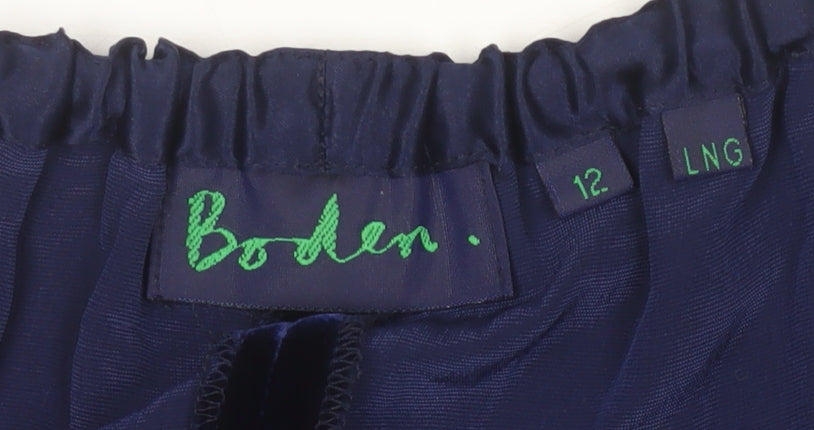 Boden.
12
LNG